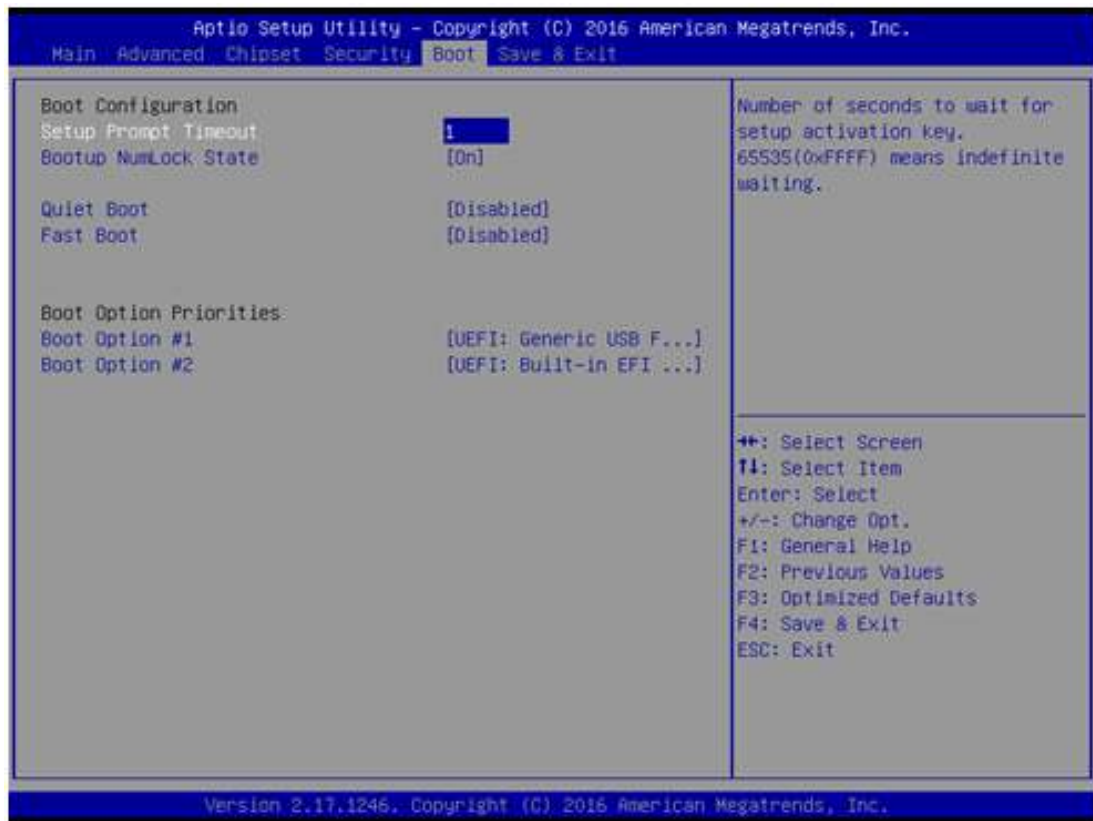 Aptio Setup Utility – Copyright (C) 2016 American Megatrends, Inc.
Main Advanced Chipset Security Boot Save & Exit
Boot Configuration
Setup Prompt Timeout 1
Bootup NumLock State [On]
Quiet Boot [Disabled]
Fast Boot [Disabled]
Boot Option Priorities
Boot Option #1 [UEFI: Generic USB F...]
Boot Option #2 [UEFI: Built-in EFI ...]
Number of seconds to wait for
setup activation key.
65535(0xFFFF) means indefinite
waiting.
→←: Select Screen
↑↓: Select Item
Enter: Select
+/-: Change Opt.
F1: General Help
F2: Previous Values
F3: Optimized Defaults
F4: Save & Exit
ESC: Exit
Version 2.17.1246. Copyright (C) 2016 American Megatrends, Inc.